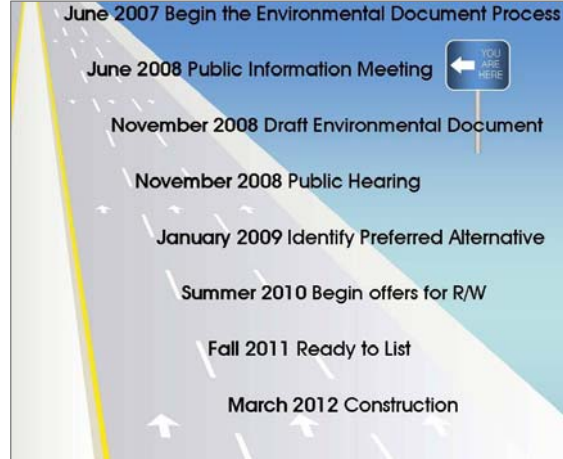 June 2007 Begin the Environmental Document Process
June 2008 Public Information Meeting
YOU
ARE
HERE
November 2008 Draft Environmental Document
November 2008 Public Hearing
January 2009 Identify Preferred Alternative
Summer 2010 Begin offers for R/W
Fall 2011 Ready to List
March 2012 Construction